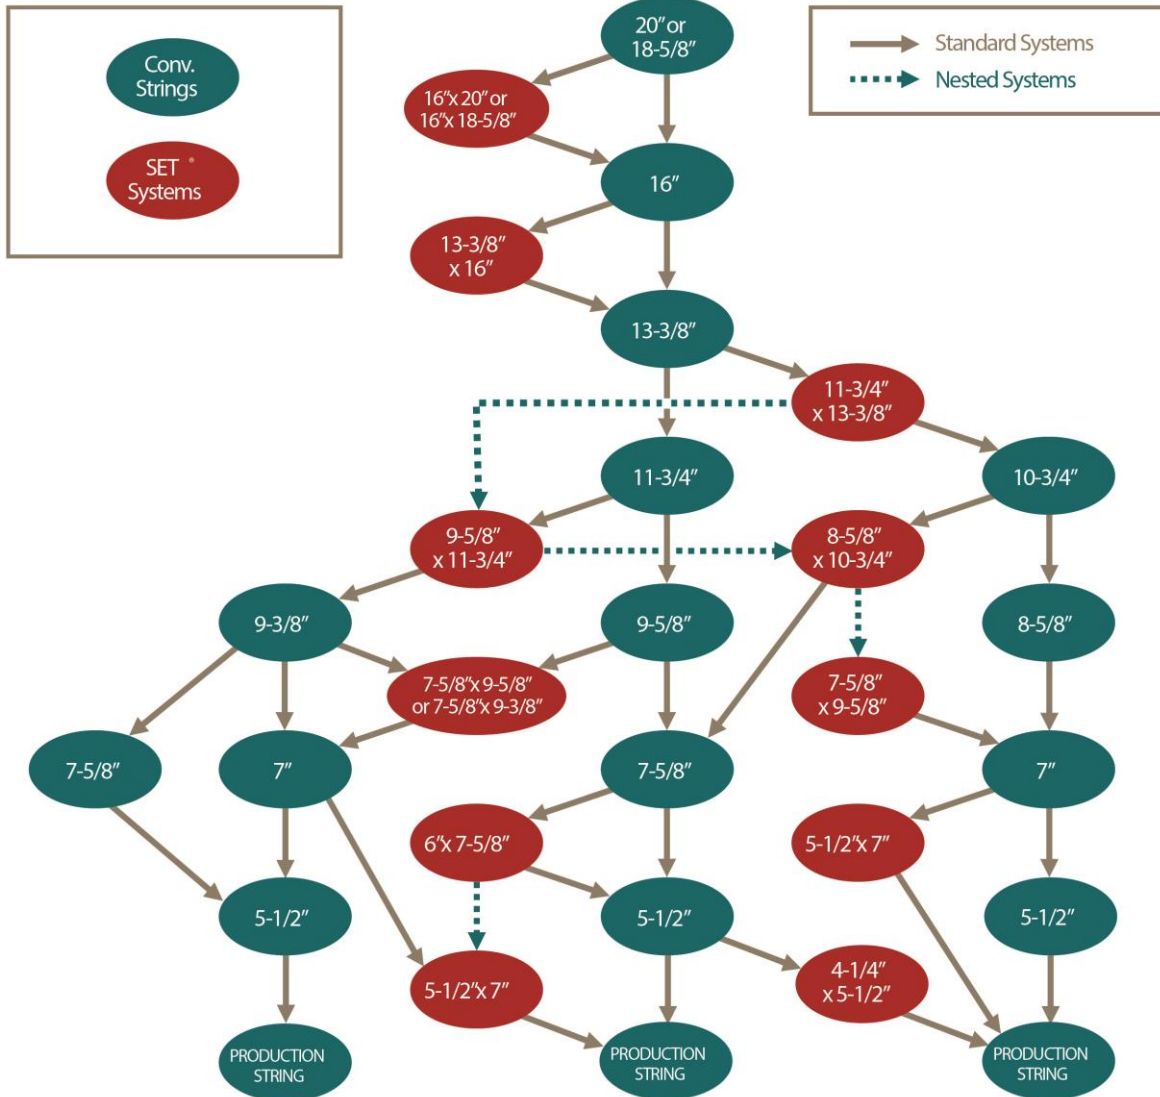 Conv.
Strings
SET ®
Systems
Standard Systems
Nested Systems
20" or
18-5/8"
16"x 20" or
16"x 18-5/8"
16"
13-3/8"
x 16"
13-3/8"
11-3/4"
x 13-3/8"
11-3/4"
10-3/4"
9-5/8"
x 11-3/4"
8-5/8"
x 10-3/4"
9-3/8"
9-5/8"
8-5/8"
7-5/8"x 9-5/8"
or 7-5/8"x 9-3/8"
7-5/8"
x 9-5/8"
7-5/8"
7"
7-5/8"
7"
6"x 7-5/8"
5-1/2"x 7"
5-1/2"
5-1/2"
5-1/2"
5-1/2"x 7"
4-1/4"
x 5-1/2"
PRODUCTION
STRING
PRODUCTION
STRING
PRODUCTION
STRING